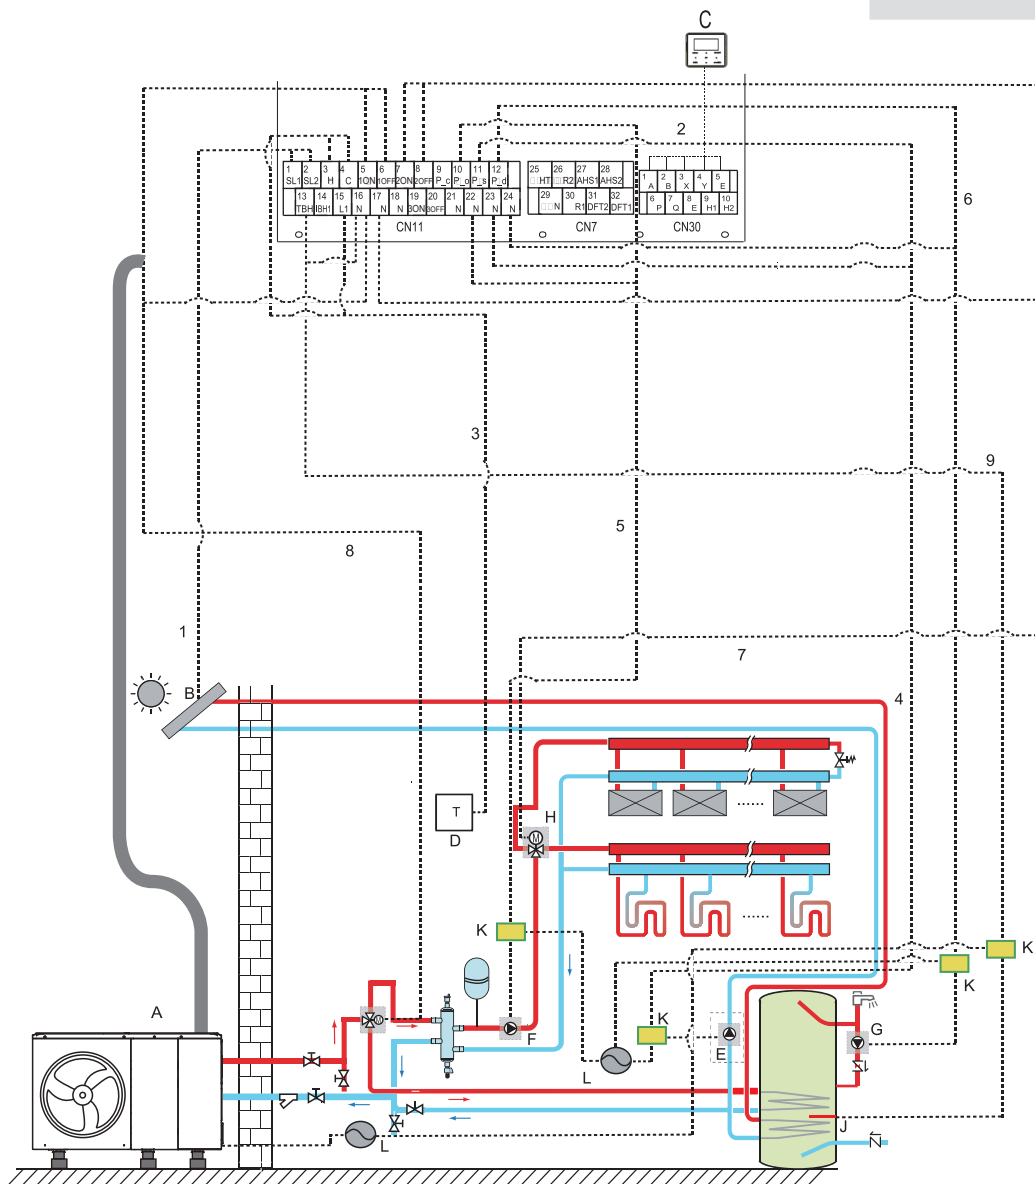 C
2
1 2 3 4 5 6 7 8 9 10 11 12
SL1 SL2 H C 1ON 1OFF 2ON 2OFF P_c P_o P_s P_d
13 14 15 16 17 18 19 20 21 22 23 24
TBH IBH1 L1 N N N 3ON 3OFF N N N N
CN11
25 26 27 28
HT R2 AHS1 AHS2
29 30 31 32
N R1 DFT2 DFT1
CN7
1 2 3 4 5
A B X Y E
6 7 8 9 10
P Q E H1 H2
CN30
6
3
9
5
8
1
7
B
4
H
M
T
D
K
K
K
A
M
F
K
E
G
L
J
L